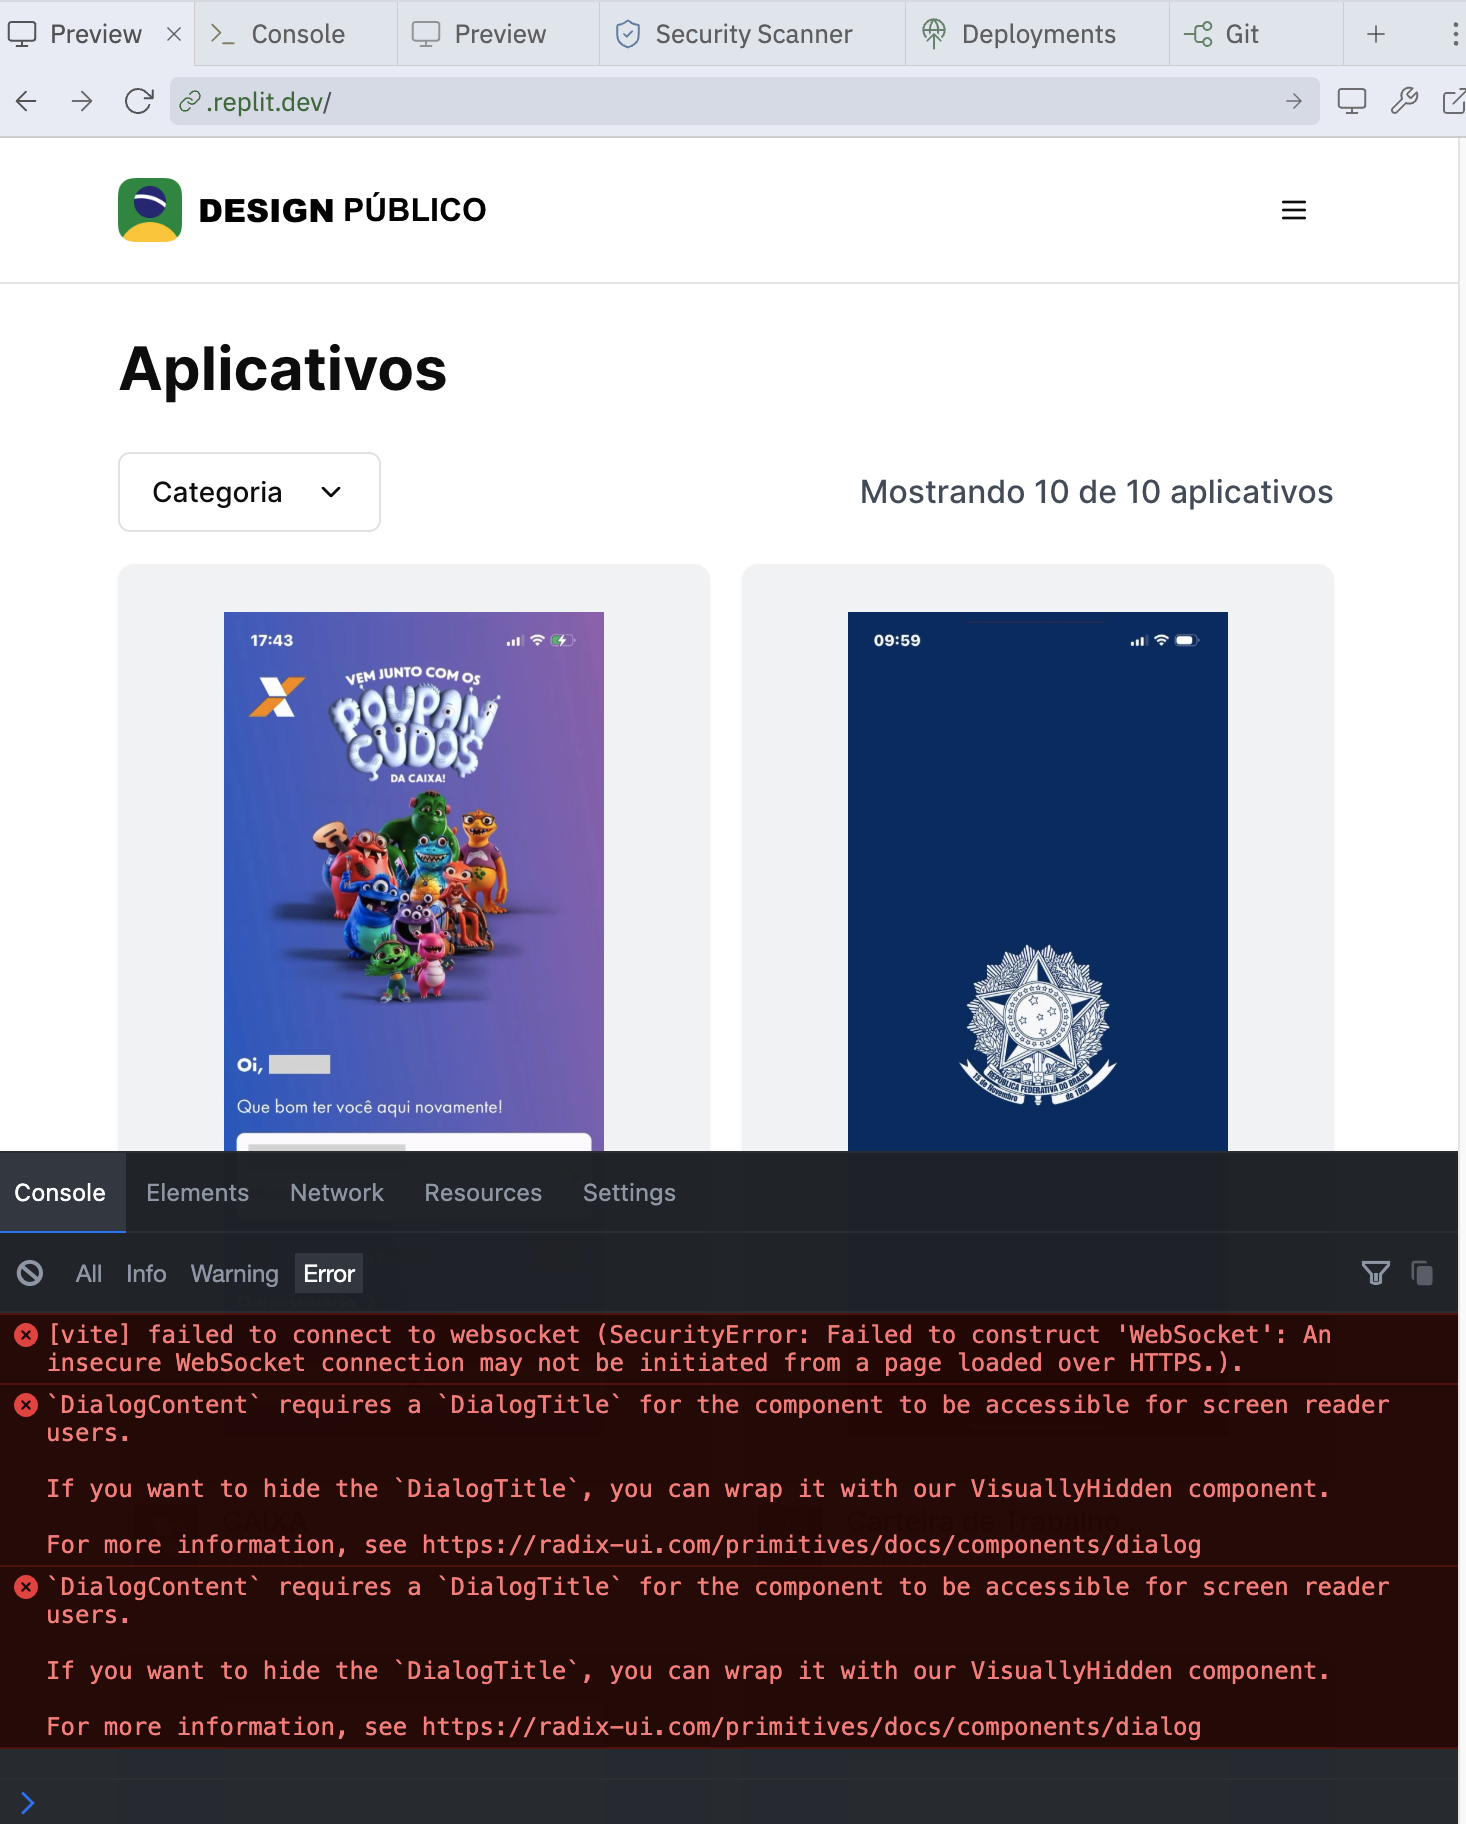 Preview
Console
Preview
Security Scanner
Deployments
Git
.replit.dev/
DESIGN PÚBLICO
Aplicativos
Categoria
Mostrando 10 de 10 aplicativos
17:43
VEM JUNTO COM OS
POUPAN
ÇUDOS
DA CAIXA!
Oi,
Que bom ter você aqui novamente!
09:59
REPÚBLICA FEDERATIVA DO BRASIL
15 de Novembro
de 1889
Console
Elements
Network
Resources
Settings
All
Info
Warning
Error
[vite] failed to connect to websocket (SecurityError: Failed to construct 'WebSocket': An
insecure WebSocket connection may not be initiated from a page loaded over HTTPS.).
`DialogContent` requires a `DialogTitle` for the component to be accessible for screen reader
users.
If you want to hide the `DialogTitle`, you can wrap it with our VisuallyHidden component.
CAIXA
Carteira de Trabalho
For more information, see https://radix-ui.com/primitives/docs/components/dialog
`DialogContent` requires a `DialogTitle` for the component to be accessible for screen reader
users.
If you want to hide the `DialogTitle`, you can wrap it with our VisuallyHidden component.
For more information, see https://radix-ui.com/primitives/docs/components/dialog